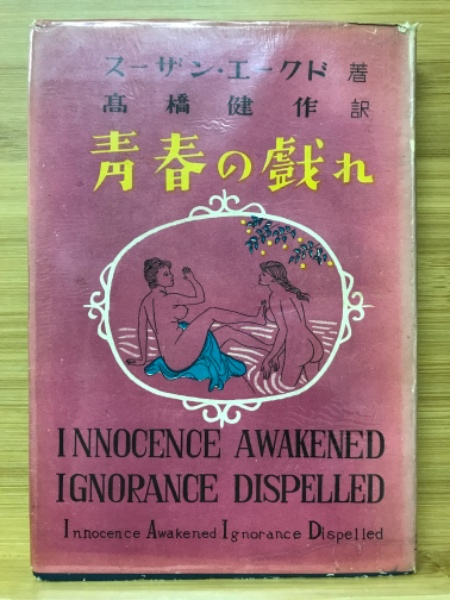 スーザン・エークド 著
髙橋健作 訳
青春の戯れ
INNOCENCE AWAKENED
IGNORANCE DISPELLED
Innocence Awakened Ignorance Dispelled